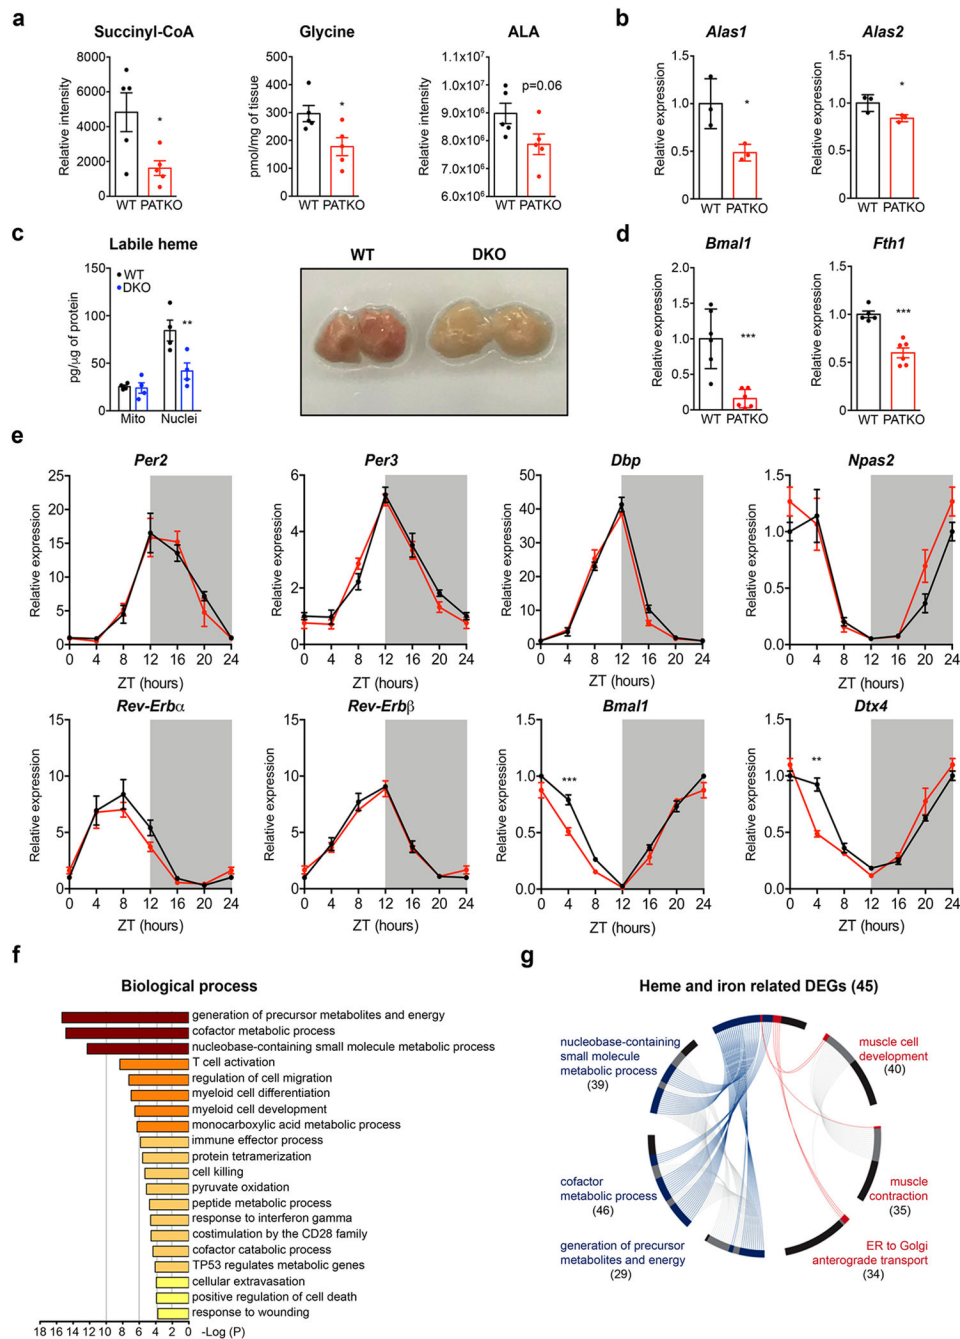 a
Succinyl-CoA
Relative intensity
8000
6000
4000
2000
0
*
WT PATKO
Glycine
pmol/mg of tissue
500
400
300
200
100
0
*
WT PATKO
ALA
Relative intensity
1.1x10⁷
1.0x10⁷
9.0x10⁶
8.0x10⁶
7.0x10⁶
6.0x10⁶
p=0.06
WT PATKO
b
Alas1
Relative expression
1.5
1.0
0.5
0
*
WT PATKO
Alas2
Relative expression
1.5
1.0
0.5
0
*
WT PATKO
c
Labile heme
pg/µg of protein
150
100
50
0
WT
DKO
**
Mito Nuclei
WT DKO
d
Bmal1
Relative expression
2.0
1.5
1.0
0.5
0
***
WT PATKO
Fth1
Relative expression
1.5
1.0
0.5
0
***
WT PATKO
e
Per2
Relative expression
25
20
15
10
5
0
0 4 8 12 16 20 24
ZT (hours)
Per3
Relative expression
6
4
2
0
0 4 8 12 16 20 24
ZT (hours)
Dbp
Relative expression
50
40
30
20
10
0
0 4 8 12 16 20 24
ZT (hours)
Npas2
Relative expression
1.5
1.0
0.5
0.0
0 4 8 12 16 20 24
ZT (hours)
Rev-Erbα
Relative expression
15
10
5
0
0 4 8 12 16 20 24
ZT (hours)
Rev-Erbβ
Relative expression
15
10
5
0
0 4 8 12 16 20 24
ZT (hours)
Bmal1
Relative expression
1.5
1.0
0.5
0.0
***
0 4 8 12 16 20 24
ZT (hours)
Dtx4
Relative expression
1.5
1.0
0.5
0.0
**
0 4 8 12 16 20 24
ZT (hours)
f
Biological process
generation of precursor metabolites and energy
cofactor metabolic process
nucleobase-containing small molecule metabolic process
T cell activation
regulation of cell migration
myeloid cell differentiation
myeloid cell development
monocarboxylic acid metabolic process
immune effector process
protein tetramerization
cell killing
pyruvate oxidation
peptide metabolic process
response to interferon gamma
costimulation by the CD28 family
cofactor catabolic process
TP53 regulates metabolic genes
cellular extravasation
positive regulation of cell death
response to wounding
18 16 14 12 10 8 6 4 2 0 -Log (P)
g
Heme and iron related DEGs (45)
nucleobase-containing
small molecule
metabolic process
(39)
cofactor
metabolic process
(46)
generation of precursor
metabolites and energy
(29)
muscle cell
development
(40)
muscle
contraction
(35)
ER to Golgi
anterograde transport
(34)